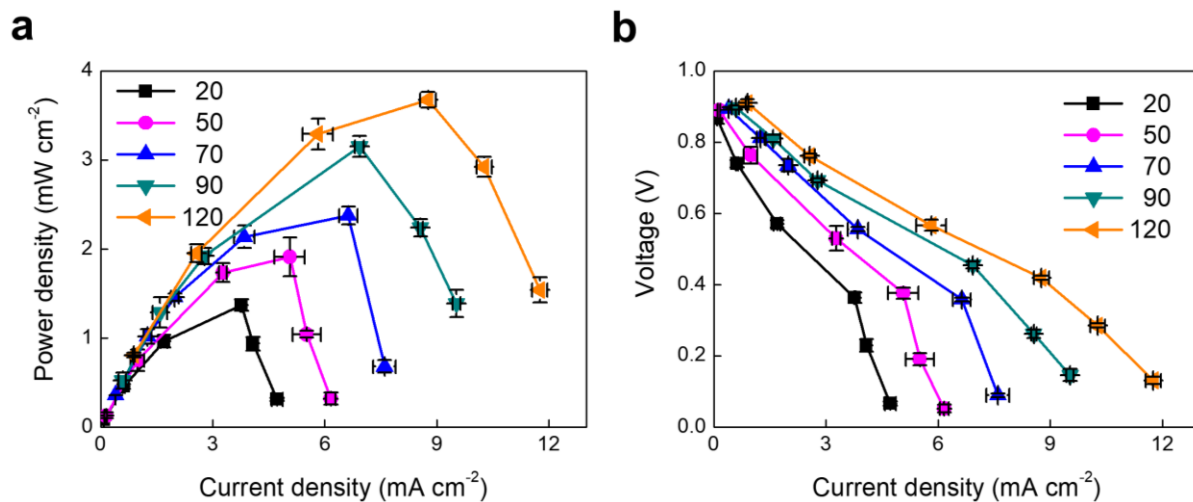 a
4
3
2
1
0
Power density (mW cm⁻²)
20
50
70
90
120
0 3 6 9 12
Current density (mA cm⁻²)
b
1.0
0.8
0.6
0.4
0.2
0.0
Voltage (V)
20
50
70
90
120
0 3 6 9 12
Current density (mA cm⁻²)